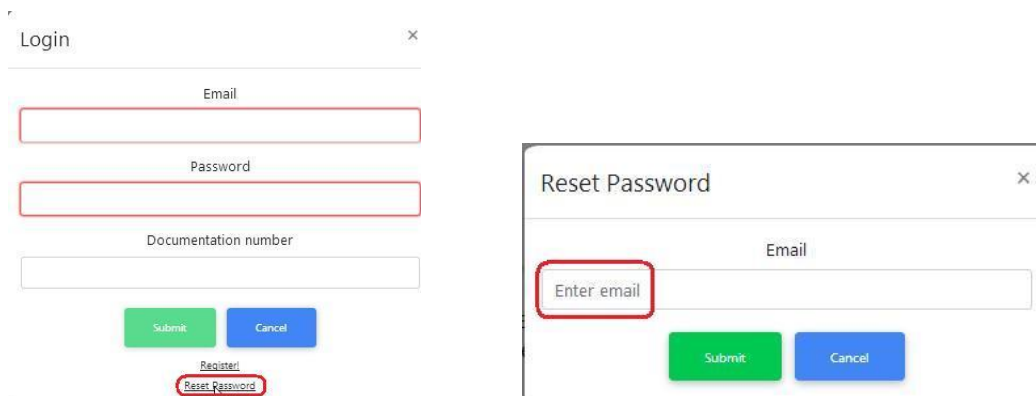 Login ×
Email
Password
Documentation number
Submit Cancel
Register!
Reset Password
Reset Password ×
Email
Enter email
Submit Cancel